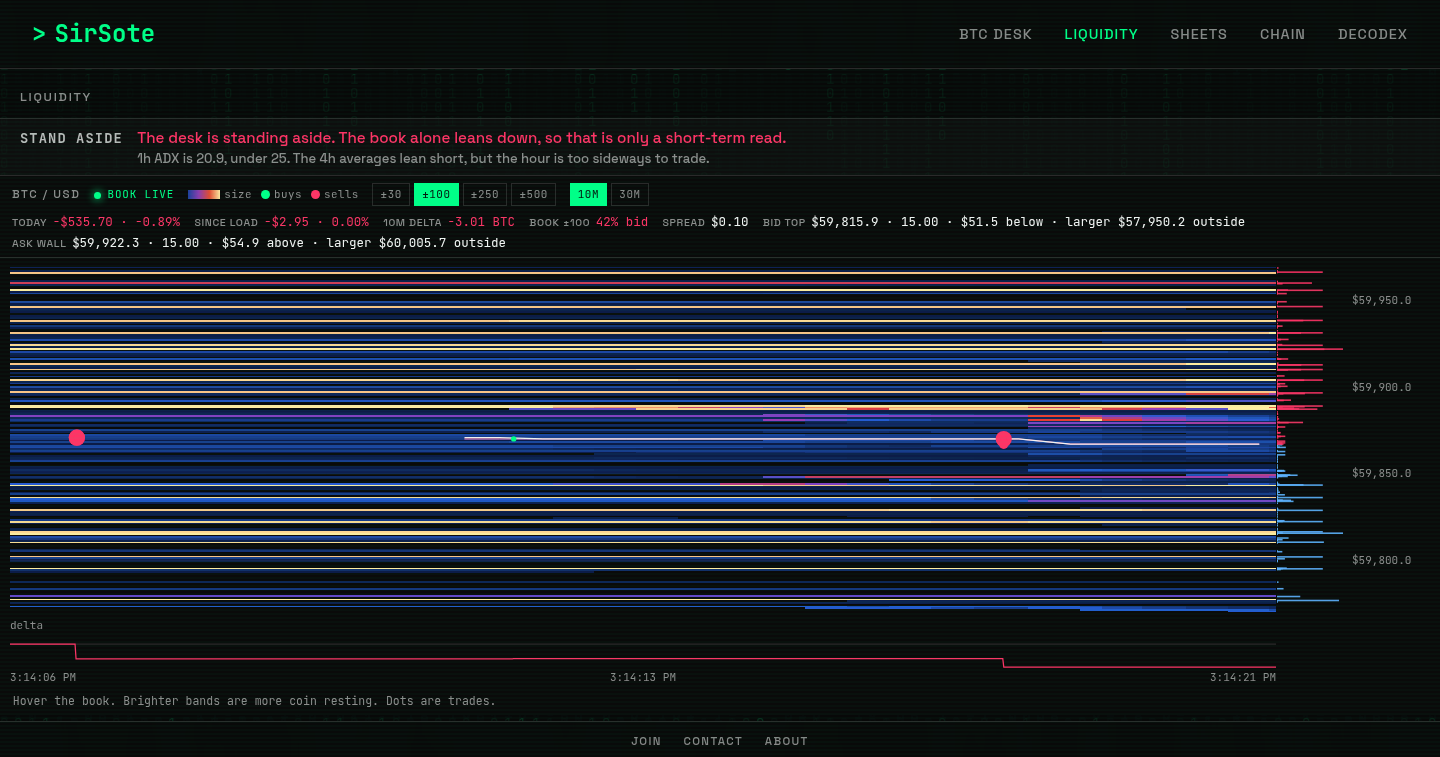 > SirSote
BTC DESK LIQUIDITY SHEETS CHAIN DECODEX
LIQUIDITY
STAND ASIDE The desk is standing aside. The book alone leans down, so that is only a short-term read.
1h ADX is 20.9, under 25. The 4h averages lean short, but the hour is too sideways to trade.
BTC / USD BOOK LIVE size buys sells ±30 ±100 ±250 ±500 10M 30M
TODAY -$535.70 · -0.89% SINCE LOAD -$2.95 · 0.00% 10M DELTA -3.01 BTC BOOK ±100 42% bid SPREAD $0.10 BID TOP $59,815.9 · 15.00 · $51.5 below · larger $57,950.2 outside
ASK WALL $59,922.3 · 15.00 · $54.9 above · larger $60,005.7 outside
$59,950.0
$59,900.0
$59,850.0
$59,800.0
delta
3:14:06 PM 3:14:13 PM 3:14:21 PM
Hover the book. Brighter bands are more coin resting. Dots are trades.
JOIN CONTACT ABOUT